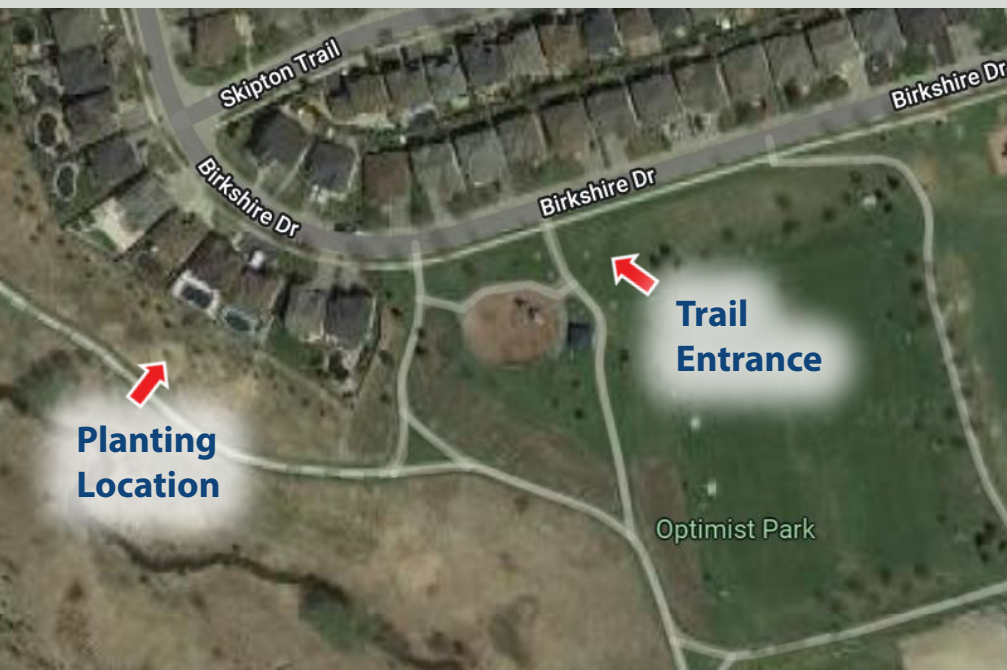 Skipton Trail
Birkshire Dr
Birkshire Dr
Birkshire Dr
Trail
Entrance
Planting
Location
Optimist Park